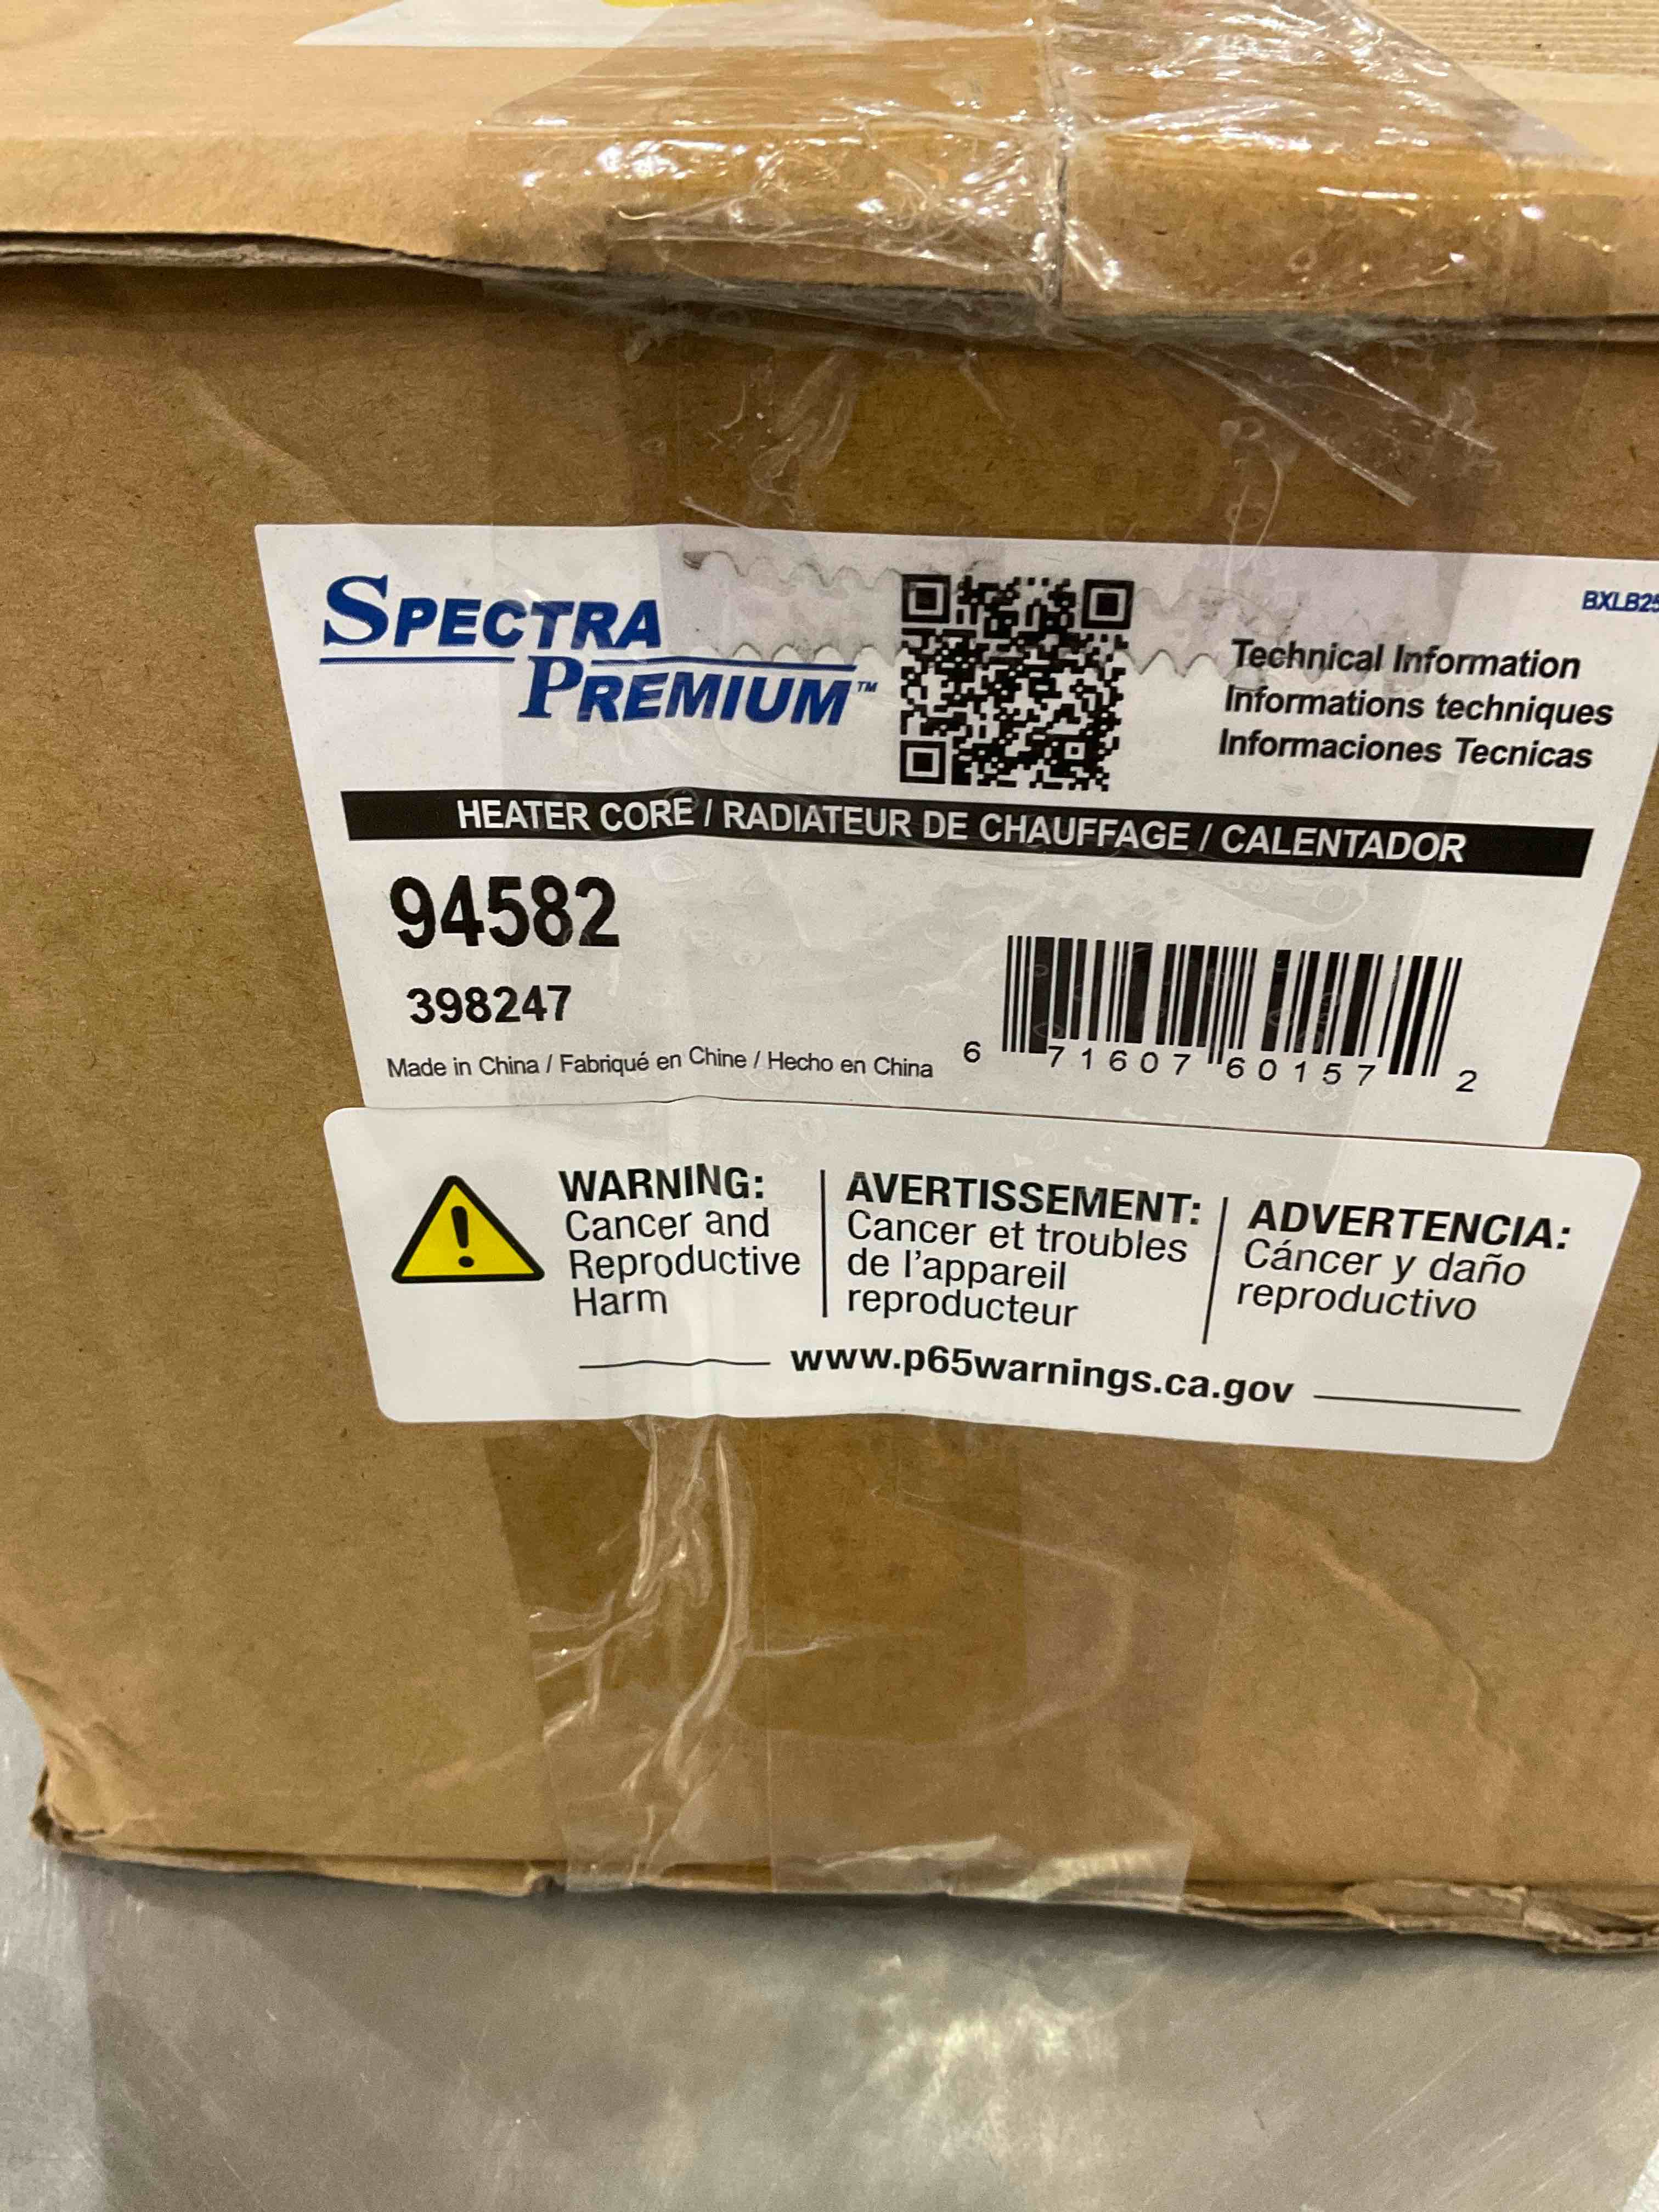 SPECTRA
PREMIUM™
BXLB25
Technical Information
Informations techniques
Informaciones Tecnicas
HEATER CORE / RADIATEUR DE CHAUFFAGE / CALENTADOR
94582
398247
Made in China / Fabriqué en Chine / Hecho en China
6 71607 60157 2
WARNING:
Cancer and
Reproductive
Harm
AVERTISSEMENT:
Cancer et troubles
de l'appareil
reproducteur
ADVERTENCIA:
Cáncer y daño
reproductivo
www.p65warnings.ca.gov